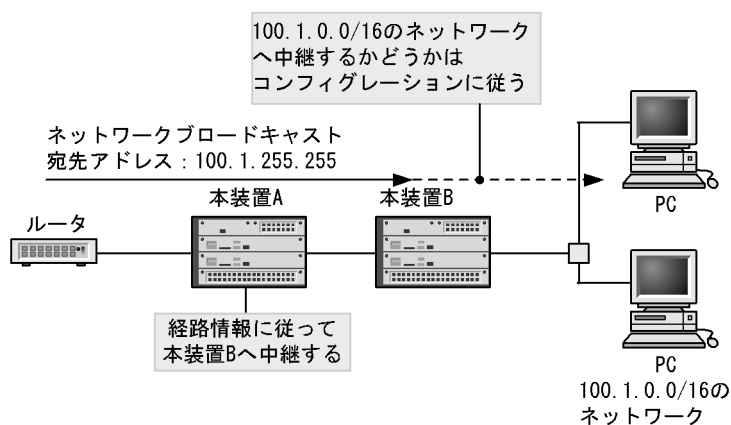 100.1.0.0/16のネットワーク
へ中継するかどうかは
コンフィグレーションに従う
ネットワークブロードキャスト
宛先アドレス：100.1.255.255
本装置A
本装置B
PC
ルータ
経路情報に従って
本装置Bへ中継する
PC
100.1.0.0/16の
ネットワーク